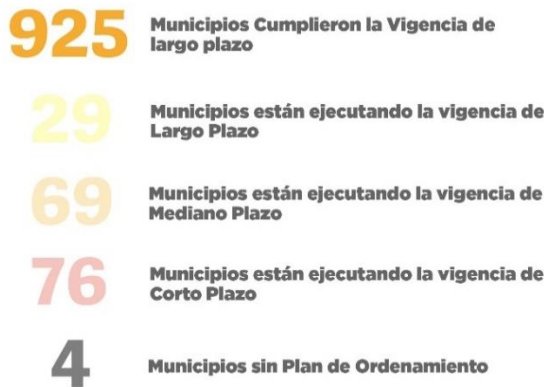 925
Municipios Cumplieron la Vigencia de
largo plazo
29
Municipios están ejecutando la vigencia de
Largo Plazo
69
Municipios están ejecutando la vigencia de
Mediano Plazo
76
Municipios están ejecutando la vigencia de
Corto Plazo
4
Municipios sin Plan de Ordenamiento